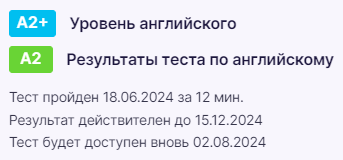 A2+ Уровень английского
A2 Результаты теста по английскому
Тест пройден 18.06.2024 за 12 мин.
Результат действителен до 15.12.2024
Тест будет доступен вновь 02.08.2024